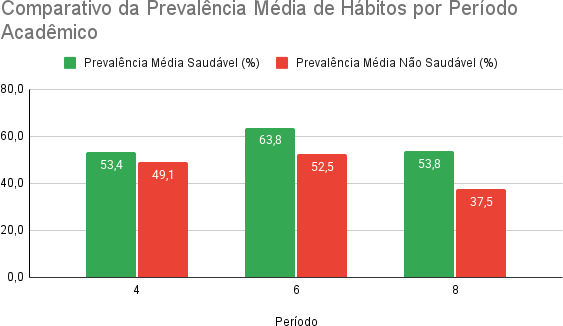 Comparativo da Prevalência Média de Hábitos por Período
Acadêmico
Prevalência Média Saudável (%) Prevalência Média Não Saudável (%)
80,0
60,0
40,0
20,0
0,0
53,4
49,1
63,8
52,5
53,8
37,5
4 6 8
Período